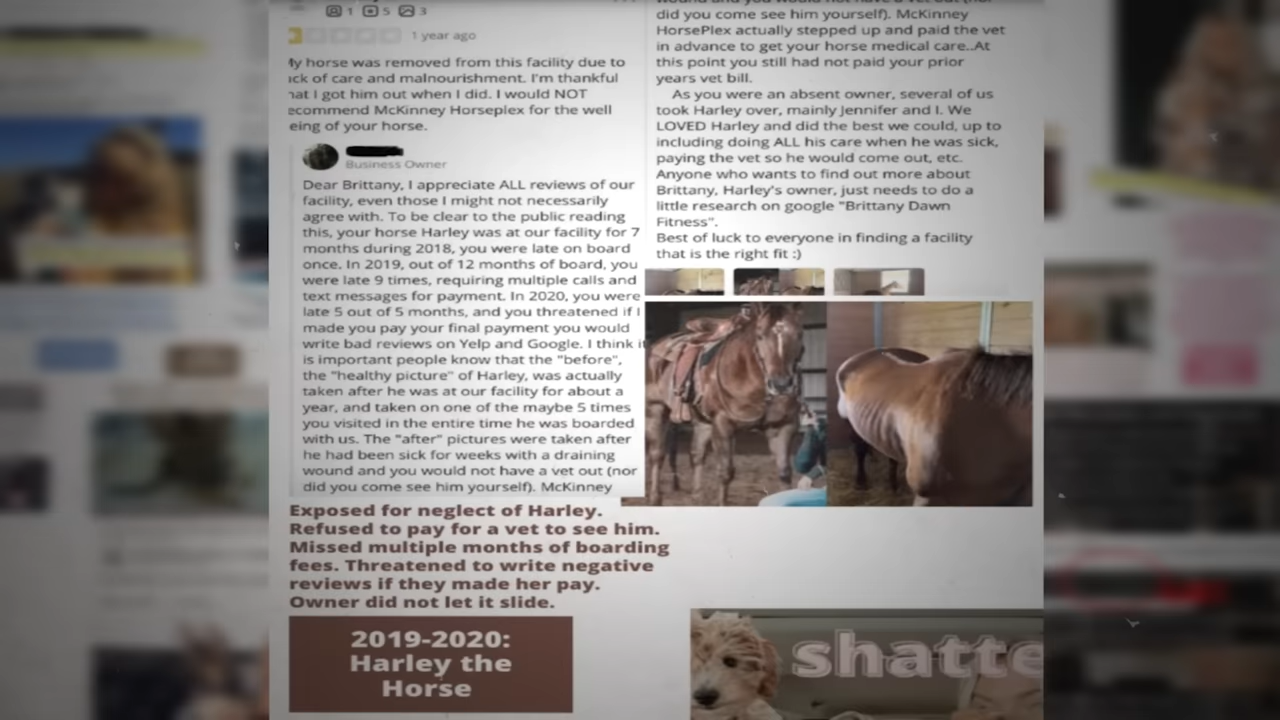 1 5 3
1 year ago
My horse was removed from this facility due to
ack of care and malnourishment. I'm thankful
hat I got him out when I did. I would NOT
ecommend McKinney Horseplex for the well
eing of your horse.
Business Owner
Dear Brittany, I appreciate ALL reviews of our
facility, even those I might not necessarily
agree with. To be clear to the public reading
this, your horse Harley was at our facility for 7
months during 2018, you were late on board
once. In 2019, out of 12 months of board, you
were late 9 times, requiring multiple calls and
text messages for payment. In 2020, you were
late 5 out of 5 months, and you threatened if I
made you pay your final payment you would
write bad reviews on Yelp and Google. I think it
is important people know that the "before",
the "healthy picture" of Harley, was actually
taken after he was at our facility for about a
year, and taken on one of the maybe 5 times
you visited in the entire time he was boarded
with us. The "after" pictures were taken after
he had been sick for weeks with a draining
wound and you would not have a vet out (nor
did you come see him yourself). McKinney
wound and you would not have a vet out (nor
did you come see him yourself). McKinney
HorsePlex actually stepped up and paid the vet
in advance to get your horse medical care..At
this point you still had not paid your prior
years vet bill.
As you were an absent owner, several of us
took Harley over, mainly Jennifer and I. We
LOVED Harley and did the best we could, up to
including doing ALL his care when he was sick,
paying the vet so he would come out, etc.
Anyone who wants to find out more about
Brittany, Harley's owner, just needs to do a
little research on google "Brittany Dawn
Fitness".
Best of luck to everyone in finding a facility
that is the right fit :)
Exposed for neglect of Harley.
Refused to pay for a vet to see him.
Missed multiple months of boarding
fees. Threatened to write negative
reviews if they made her pay.
Owner did not let it slide.
2019-2020:
Harley the
Horse
shatte